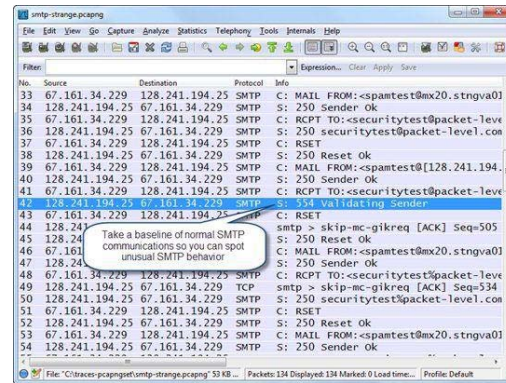 smtp-strange.pcapng
File Edit View Go Capture Analyze Statistics Telephony Tools Internals Help
Filter: Expression... Clear Apply Save
No. Source Destination Protocol Info
33 67.161.34.229 128.241.194.25 SMTP C: MAIL FROM:<spamtest@mx20.stngva01
34 128.241.194.25 67.161.34.229 SMTP S: 250 Sender Ok
35 67.161.34.229 128.241.194.25 SMTP C: RCPT TO:<securitytest@packet-leve
36 128.241.194.25 67.161.34.229 SMTP S: 250 securitytest@packet-level.com
37 67.161.34.229 128.241.194.25 SMTP C: RSET
38 128.241.194.25 67.161.34.229 SMTP S: 250 Reset Ok
39 67.161.34.229 128.241.194.25 SMTP C: MAIL FROM:<spamtest@[128.241.194.
40 128.241.194.25 67.161.34.229 SMTP S: 250 Sender Ok
41 67.161.34.229 128.241.194.25 SMTP C: RCPT TO:<securitytest@packet-leve
42 128.241.194.25 67.161.34.229 SMTP S: 554 Validating Sender
43 67.161.34.229 128.241.194.25 SMTP C: RSET
44 128.241 smtp > skip-mc-gikreq [ACK] Seq=505
45 128.24 S: 250 Reset Ok
46 67.161 C: MAIL FROM:<spamtest@mx20.stngva01
47 128.24 S: 250 Sender Ok
48 67.161.34.229 128.241.194.25 SMTP C: RCPT TO:<securitytest%packet-leve
49 128.241.194.25 67.161.34.229 TCP smtp > skip-mc-gikreq [ACK] Seq=534
50 128.241.194.25 67.161.34.229 SMTP S: 250 securitytest%packet-level.com
51 67.161.34.229 128.241.194.25 SMTP C: RSET
52 128.241.194.25 67.161.34.229 SMTP S: 250 Reset Ok
53 67.161.34.229 128.241.194.25 SMTP C: MAIL FROM:<spamtest@mx20.stngva01
54 128.241.194.25 67.161.34.229 SMTP S: 250 Sender Ok
Take a baseline of normal SMTP
communications so you can spot
unusual SMTP behavior
File: "C:\traces-pcapngset\smtp-strange.pcapng" 53 KB ... Packets: 134 Displayed: 134 Marked: 0 Load time:... Profile: Default